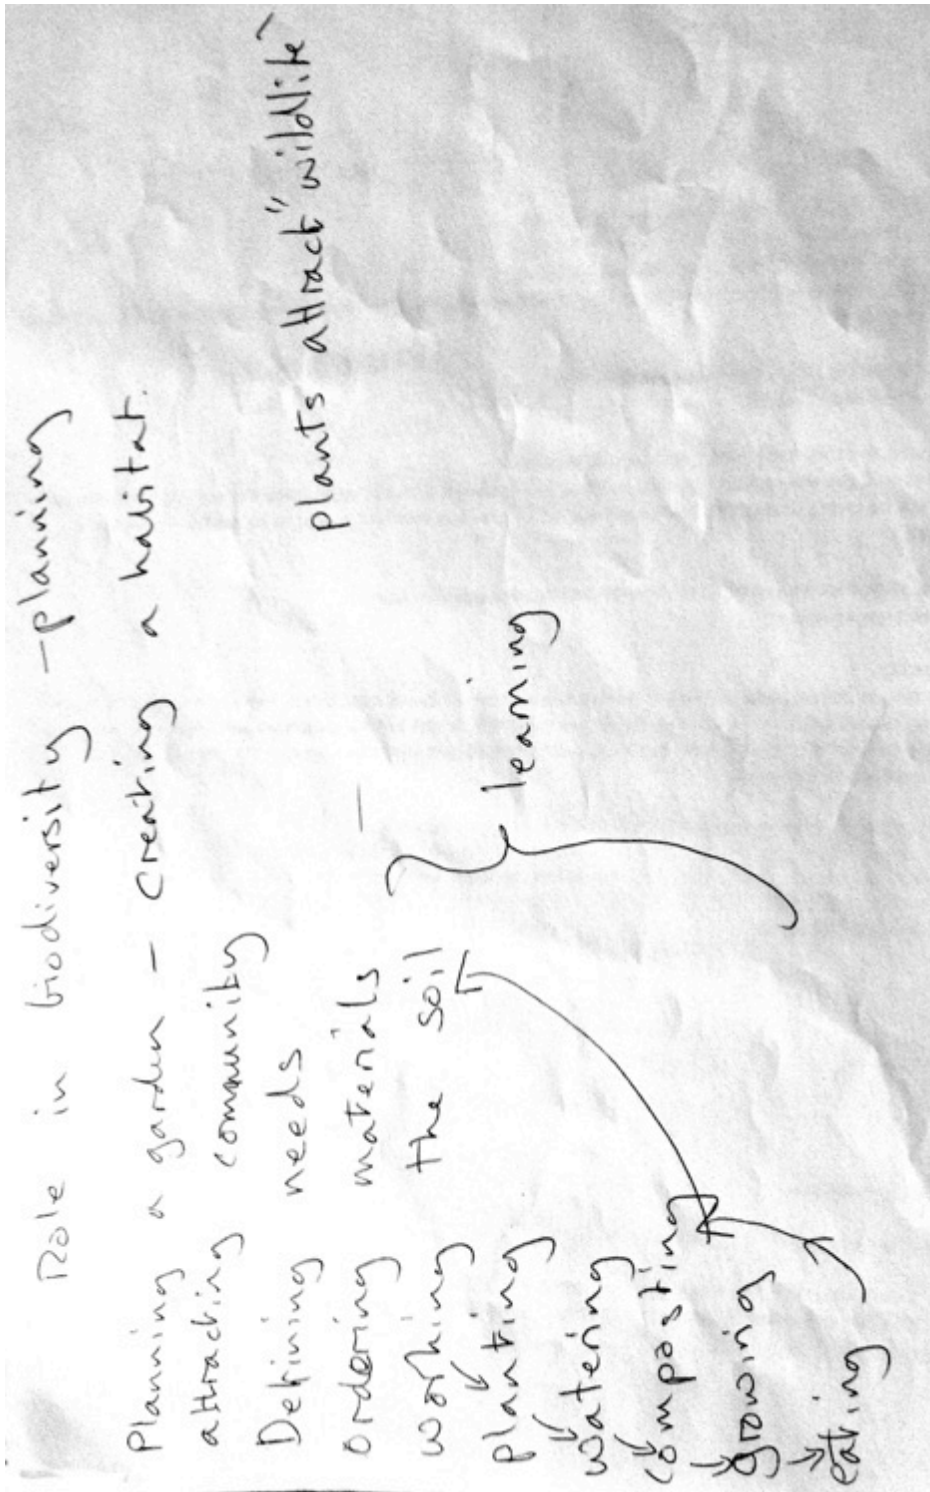 Role in biodiversity - planning
Planning a garden - creating a habitat.
attracting community
Defining needs
plants attract "wildlife"
Ordering materials -
working the soil
planting
learning
watering
composting
growing
eating